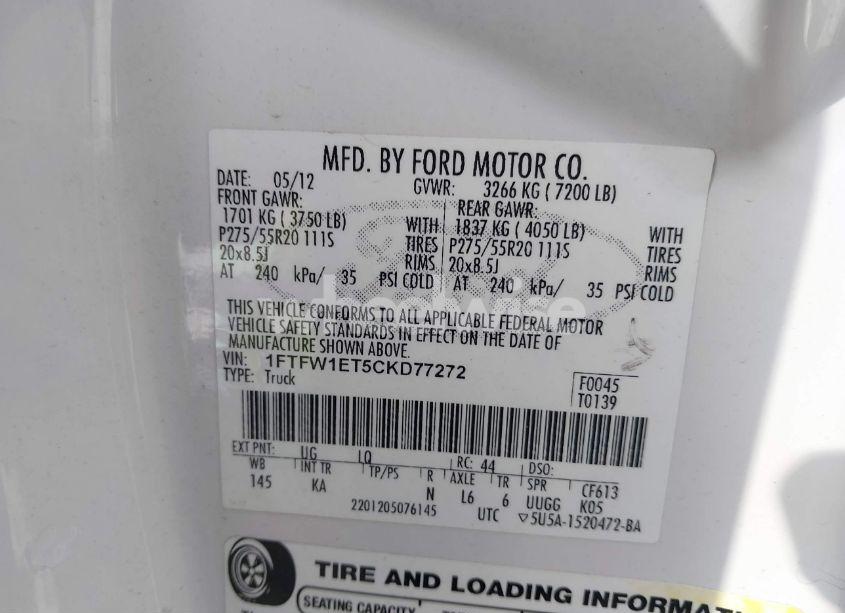 MFD. BY FORD MOTOR CO.
DATE: 05/12 GVWR: 3266 KG ( 7200 LB)
FRONT GAWR: REAR GAWR:
1701 KG ( 3750 LB) WITH 1837 KG ( 4050 LB) WITH
P275/55R20 111S TIRES P275/55R20 111S TIRES
20x8.5J RIMS 20x8.5J RIMS
AT 240 kPa/ 35 PSI COLD AT 240 kPa/ 35 PSI COLD
THIS VEHICLE CONFORMS TO ALL APPLICABLE FEDERAL MOTOR
VEHICLE SAFETY STANDARDS IN EFFECT ON THE DATE OF
MANUFACTURE SHOWN ABOVE.
VIN: 1FTFW1ET5CKD77272
TYPE: Truck
F0045
T0139
EXT PNT: UG LQ RC: 44 DSO:
WB INT TR TP/PS R AXLE TR SPR CF613
145 KA N L6 6 UUGG K05
2201205076145 UTC ▽5U5A-1520472-BA
TIRE AND LOADING INFORMATI
SEATING CAPACITY